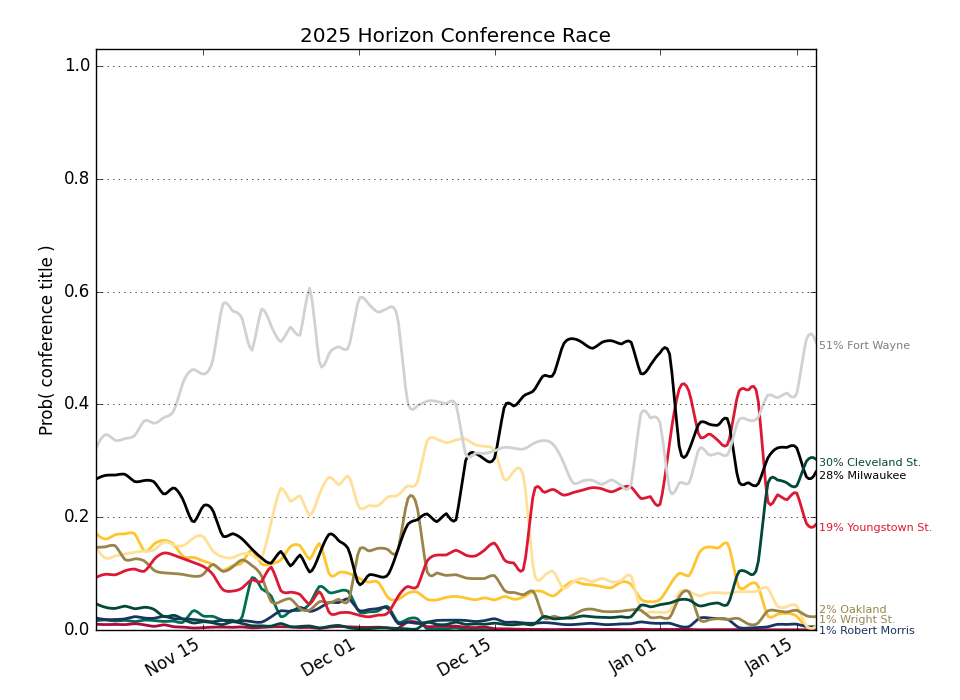 2025 Horizon Conference Race
Prob( conference title )
1.0
0.8
0.6
0.4
0.2
0.0
Nov 15
Dec 01
Dec 15
Jan 01
Jan 15
51% Fort Wayne
30% Cleveland St.
28% Milwaukee
19% Youngstown St.
2% Oakland
1% Wright St.
1% Robert Morris